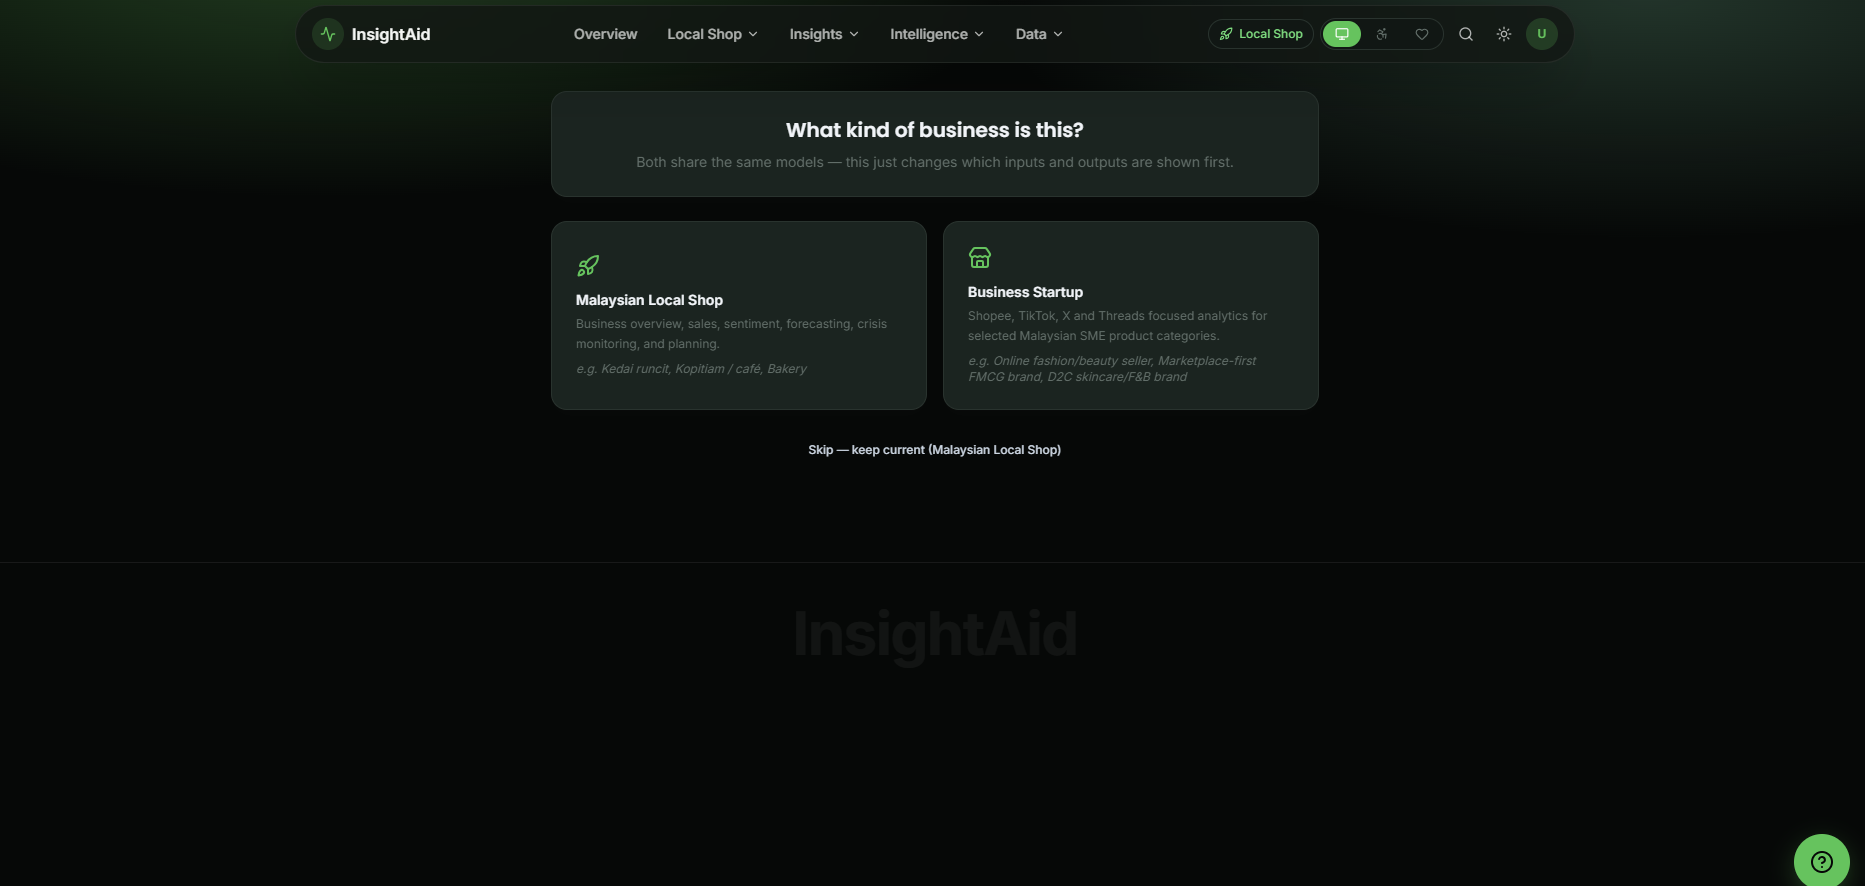 InsightAid
Overview
Local Shop
Insights
Intelligence
Data
Local Shop
U
What kind of business is this?
Both share the same models — this just changes which inputs and outputs are shown first.
Malaysian Local Shop
Business overview, sales, sentiment, forecasting, crisis
monitoring, and planning.
e.g. Kedai runcit, Kopitiam / café, Bakery
Business Startup
Shopee, TikTok, X and Threads focused analytics for
selected Malaysian SME product categories.
e.g. Online fashion/beauty seller, Marketplace-first
FMCG brand, D2C skincare/F&B brand
Skip — keep current (Malaysian Local Shop)
InsightAid